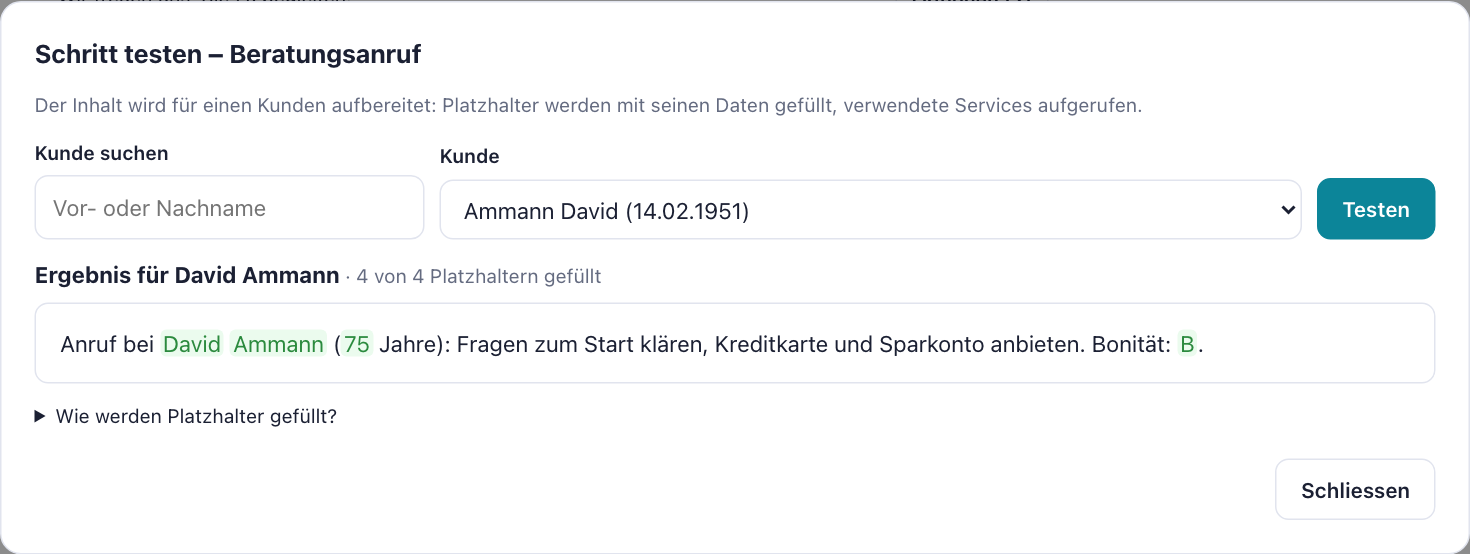 Schritt testen – Beratungsanruf
Der Inhalt wird für einen Kunden aufbereitet: Platzhalter werden mit seinen Daten gefüllt, verwendete Services aufgerufen.
Kunde suchen
Kunde
Vor- oder Nachname
Ammann David (14.02.1951)
Testen
Ergebnis für David Ammann · 4 von 4 Platzhaltern gefüllt
Anruf bei David Ammann (75 Jahre): Fragen zum Start klären, Kreditkarte und Sparkonto anbieten. Bonität: B.
▶ Wie werden Platzhalter gefüllt?
Schliessen